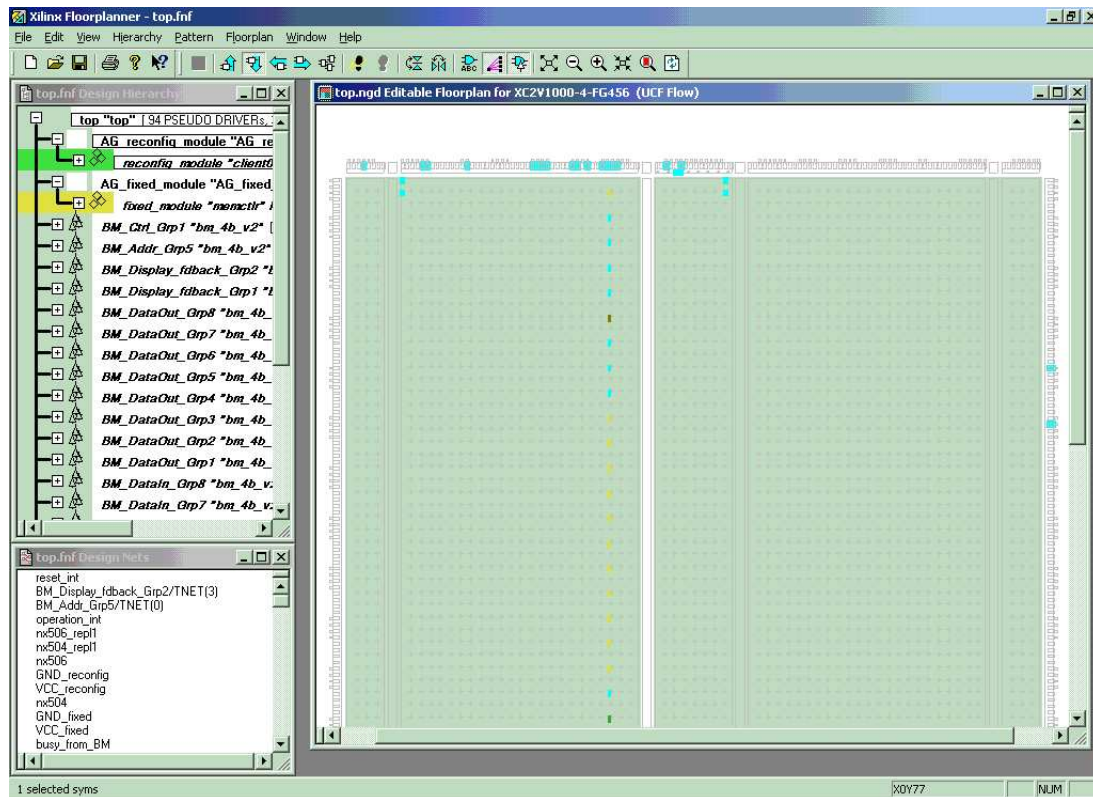 Xilinx Floorplanner - top.fnf
File Edit View Hierarchy Pattern Floorplan Window Help
ABC
top.fnf Design Hierarchy
top "top" [ 94 PSEUDO DRIVERs,
AG_reconfig_module "AG_re
reconfig_module "client0
AG_fixed_module "AG_fixed_
fixed_module "memctlr"
BM_Ctrl_Grp1 "bm_4b_v2" [
BM_Addr_Grp5 "bm_4b_v2"
BM_Display_fdback_Grp2 "b
BM_Display_fdback_Grp1 "b
BM_DataOut_Grp8 "bm_4b_
BM_DataOut_Grp7 "bm_4b_
BM_DataOut_Grp6 "bm_4b_
BM_DataOut_Grp5 "bm_4b_
BM_DataOut_Grp4 "bm_4b_
BM_DataOut_Grp3 "bm_4b_
BM_DataOut_Grp2 "bm_4b_
BM_DataOut_Grp1 "bm_4b_
BM_DataIn_Grp8 "bm_4b_v
BM_DataIn_Grp7 "bm_4b_v
top.fnf Design Nets
reset_int
BM_Display_fdback_Grp2/TNET(3)
BM_Addr_Grp5/TNET(0)
operation_int
nx506_repl1
nx504_repl1
nx506
GND_reconfig
VCC_reconfig
nx504
GND_fixed
VCC_fixed
busy_from_BM
top.ngd Editable Floorplan for XC2V1000-4-FG456 (UCF Flow)
1 selected syms
X0Y77
NUM